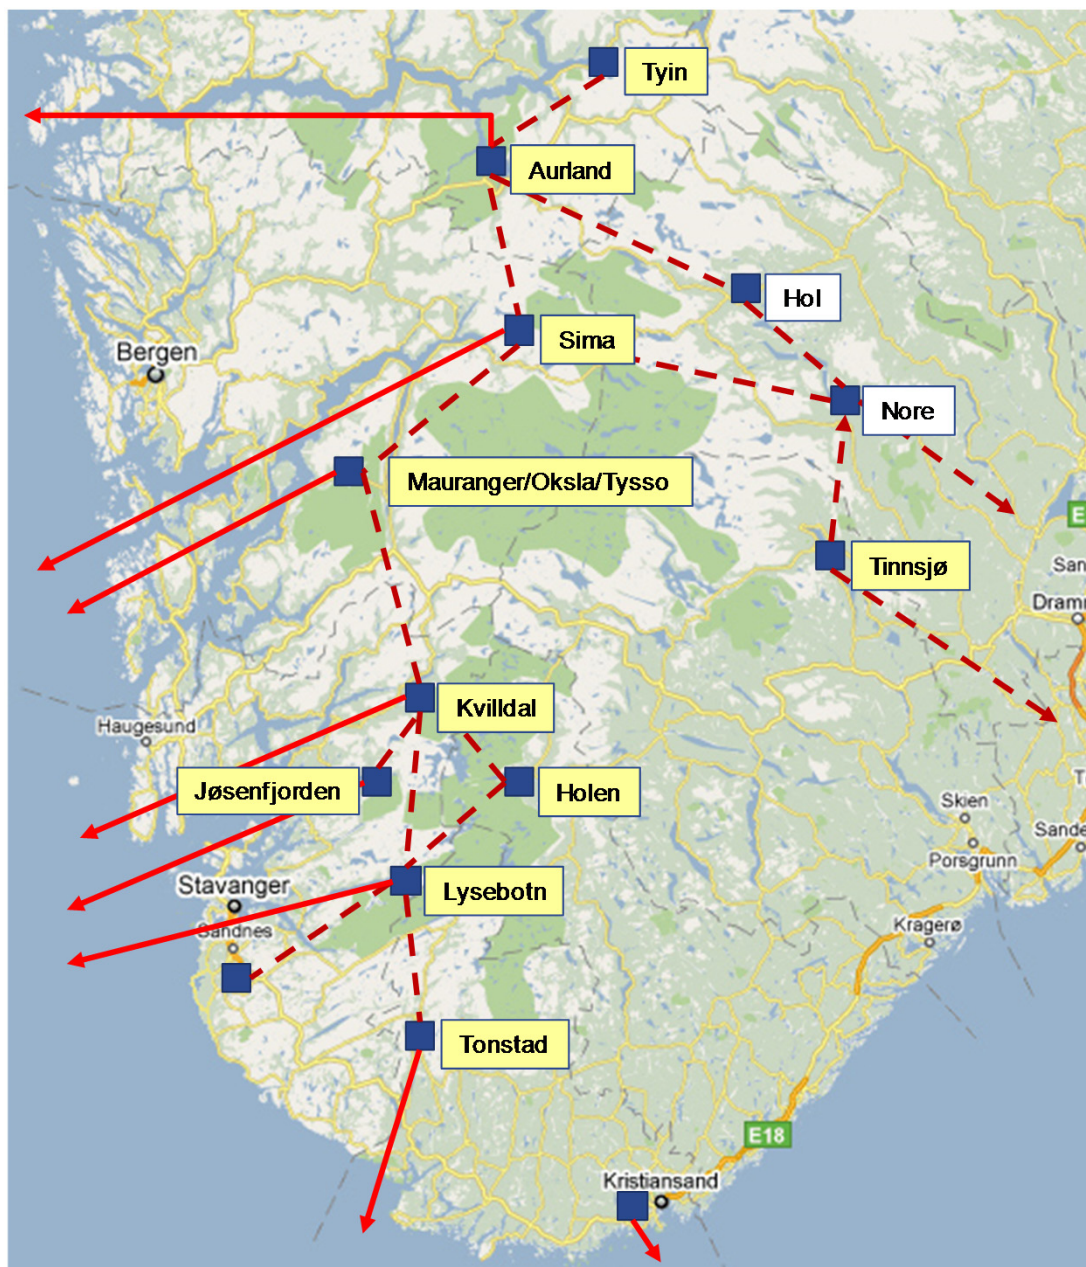 Tyin
Aurland
Hol
Sima
Bergen
Nore
Mauranger/Oksla/Tysso
E
Tinnsjø
San
Dramm
Kvilldal
Haugesund
Jøsenfjorden
Holen
Skien
Sande
Porsgrunn
Stavanger
Lysebotn
Sandnes
Kragerø
Tonstad
E18
Kristiansand